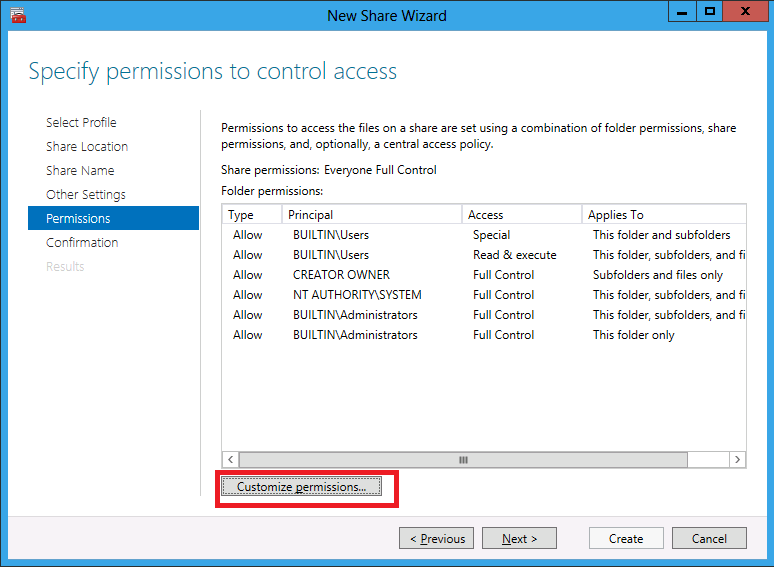 New Share Wizard
Specify permissions to control access
Select Profile
Share Location
Share Name
Other Settings
Permissions
Confirmation
Results
Permissions to access the files on a share are set using a combination of folder permissions, share
permissions, and, optionally, a central access policy.
Share permissions: Everyone Full Control
Folder permissions:
Type Principal Access Applies To
Allow BUILTIN\Users Special This folder and subfolders
Allow BUILTIN\Users Read & execute This folder, subfolders, and fi
Allow CREATOR OWNER Full Control Subfolders and files only
Allow NT AUTHORITY\SYSTEM Full Control This folder, subfolders, and fi
Allow BUILTIN\Administrators Full Control This folder, subfolders, and fi
Allow BUILTIN\Administrators Full Control This folder only
Customize permissions...
< Previous Next > Create Cancel